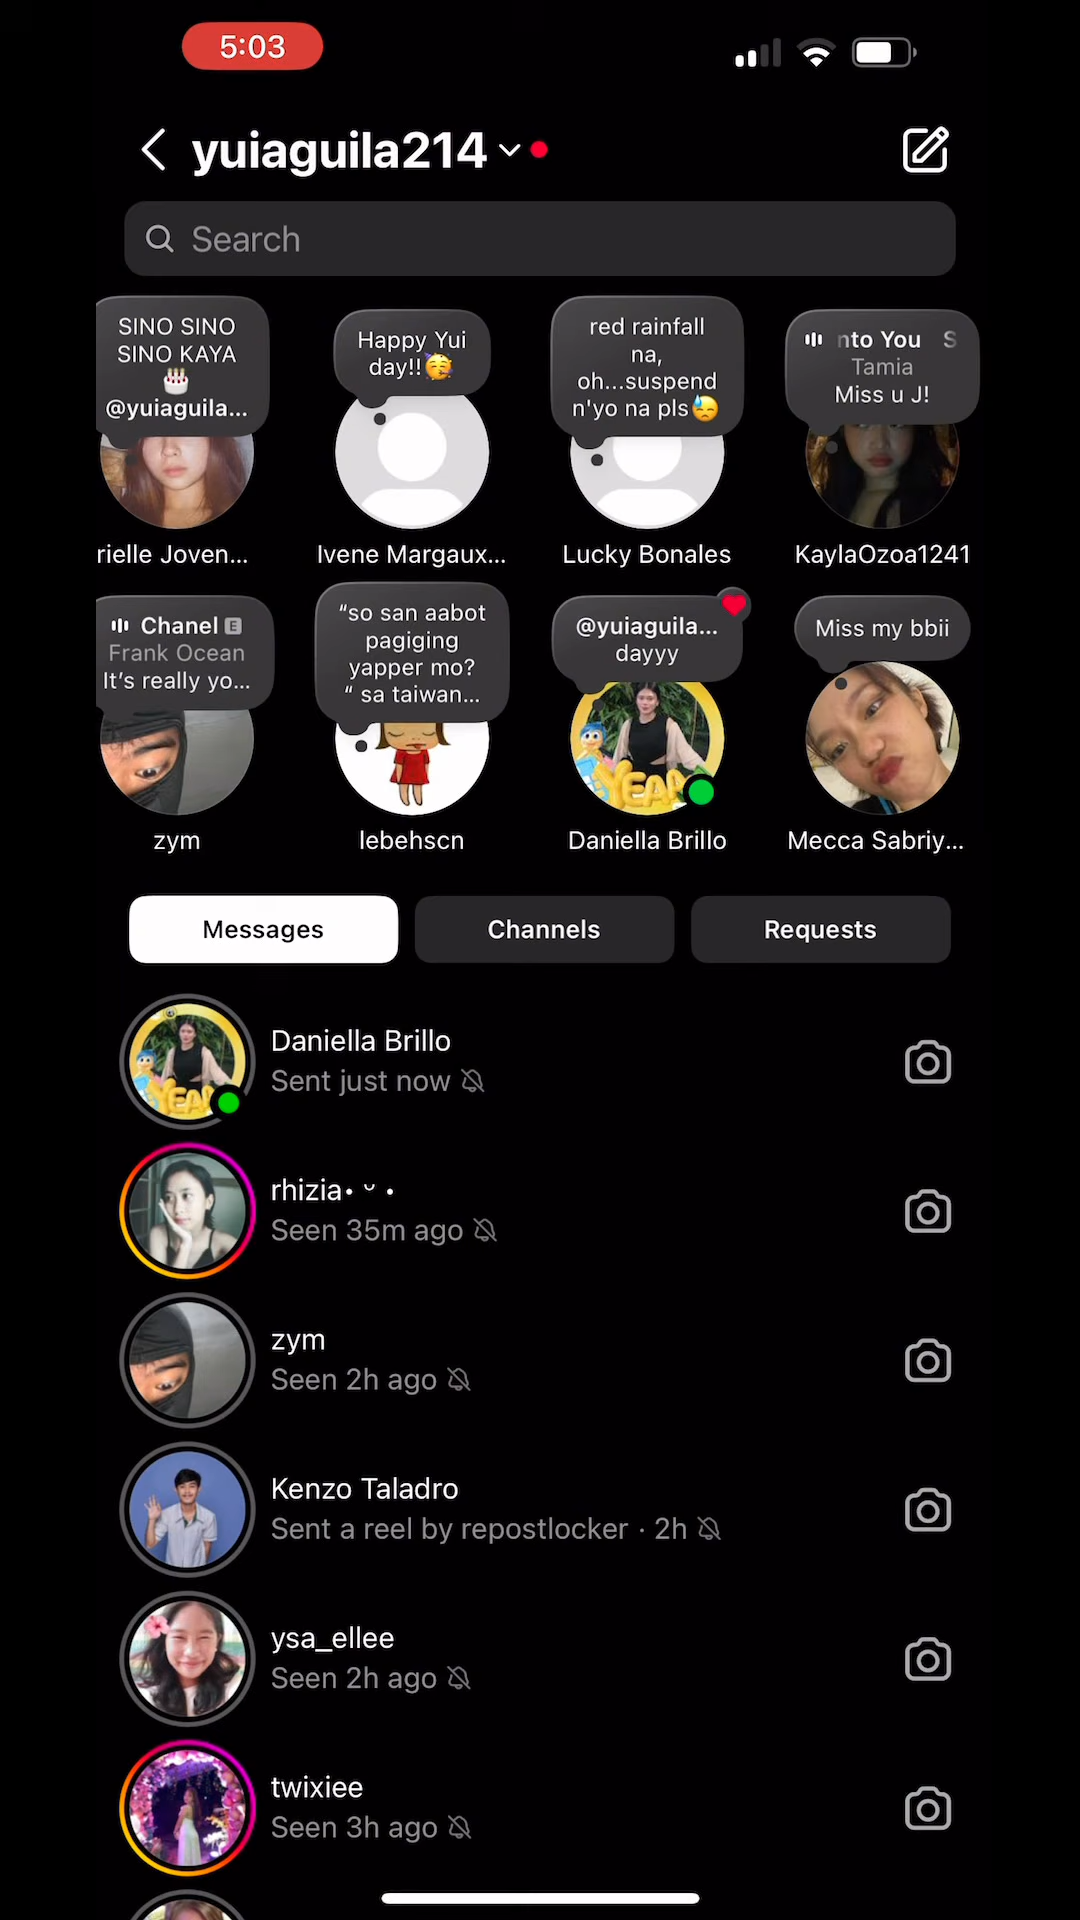 5:03
yuiaguila214
Search
SINO SINO
SINO KAYA
🎂
@yuiaguila...
Happy Yui
day!!🥳
red rainfall
na,
oh...suspend
n'yo na pls😓
nto You S
Tamia
Miss u J!
rielle Joven...
Ivene Margaux...
Lucky Bonales
KaylaOzoa1241
Chanel E
Frank Ocean
It's really yo...
“so san aabot
pagiging
yapper mo?
“ sa taiwan...
@yuiaguila...
dayyy
Miss my bbii
YEAH
zym
lebehscn
Daniella Brillo
Mecca Sabriy...
Messages
Channels
Requests
Daniella Brillo
Sent just now
rhizia• ᵕ •
Seen 35m ago
zym
Seen 2h ago
Kenzo Taladro
Sent a reel by repostlocker · 2h
ysa_ellee
Seen 2h ago
twixiee
Seen 3h ago